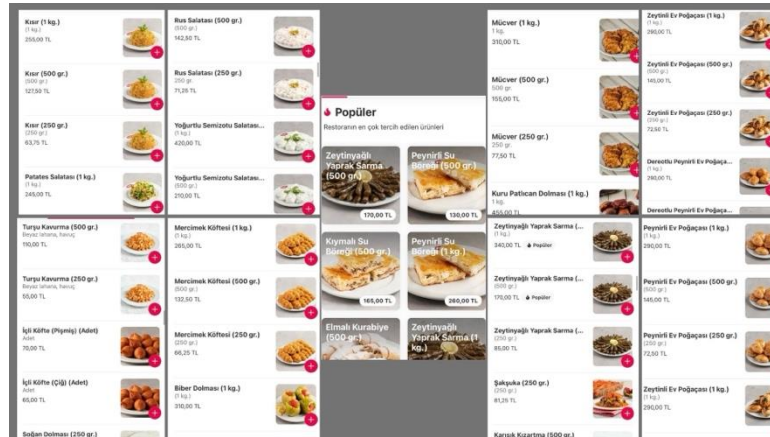 Kısır (1 kg.)
(1 kg.)
255,00 TL
Kısır (500 gr.)
(500 gr.)
127,50 TL
Kısır (250 gr.)
(250 gr.)
63,75 TL
Patates Salatası (1 kg.)
(1 kg.)
245,00 TL
Rus Salatası (500 gr.)
(500 gr.)
142,50 TL
Rus Salatası (250 gr.)
250 gr.
71,25 TL
Yoğurtlu Semizotu Salatası...
(1 kg.)
420,00 TL
Yoğurtlu Semizotu Salatası...
(500 gr.)
210,00 TL
Turşu Kavurma (500 gr.)
Beyaz lahana, havuç
110,00 TL
Turşu Kavurma (250 gr.)
Beyaz lahana, havuç
55,00 TL
İçli Köfte (Pişmiş) (Adet)
Adet
70,00 TL
İçli Köfte (Çiğ) (Adet)
Adet
65,00 TL
Soğan Dolması (250 gr.)
Mercimek Köftesi (1 kg.)
(1 kg.)
265,00 TL
Mercimek Köftesi (500 gr.)
(500 gr.)
132,50 TL
Mercimek Köftesi (250 gr.)
(250 gr.)
66,25 TL
Biber Dolması (1 kg.)
(1 kg.)
310,00 TL
Popüler
Restoranın en çok tercih edilen ürünleri
Zeytinyağlı
Yaprak Sarma
(500 gr.)
170,00 TL
Peynirli Su
Böreği (500 gr.)
130,00 TL
Kıymalı Su
Böreği (500 gr.)
165,00 TL
Peynirli Su
Böreği (1 kg.)
260,00 TL
Elmalı Kurabiye
(500 gr.)
Zeytinyağlı
Yaprak Sarma (1
kg.)
Mücver (1 kg.)
1 kg.
310,00 TL
Mücver (500 gr.)
500 gr.
155,00 TL
Mücver (250 gr.)
250 gr.
77,50 TL
Kuru Patlıcan Dolması (1 kg.)
(1 kg.)
455,00 TL
Zeytinli Ev Poğaçası (1 kg.)
(1 kg.)
290,00 TL
Zeytinli Ev Poğaçası (500 gr.)
(500 gr.)
145,00 TL
Zeytinli Ev Poğaçası (250 gr.)
72,50 TL
Dereotlu Peynirli Ev Poğaça...
(1 kg.)
290,00 TL
Dereotlu Peynirli Ev Poğaça...
Zeytinyağlı Yaprak Sarma (...
(1 kg.)
340,00 TL Popüler
Zeytinyağlı Yaprak Sarma (...
(500 gr.)
170,00 TL Popüler
Zeytinyağlı Yaprak Sarma (...
(250 gr.)
85,00 TL
Şakşuka (250 gr.)
(250 gr.)
81,25 TL
Karışık Kızartma (500 gr.)
Peynirli Ev Poğaçası (1 kg.)
(1 kg.)
290,00 TL
Peynirli Ev Poğaçası (500 gr.)
(500 gr.)
145,00 TL
Peynirli Ev Poğaçası (250 gr.)
(250 gr.)
72,50 TL
Zeytinli Ev Poğaçası (1 kg.)
(1 kg.)
290,00 TL